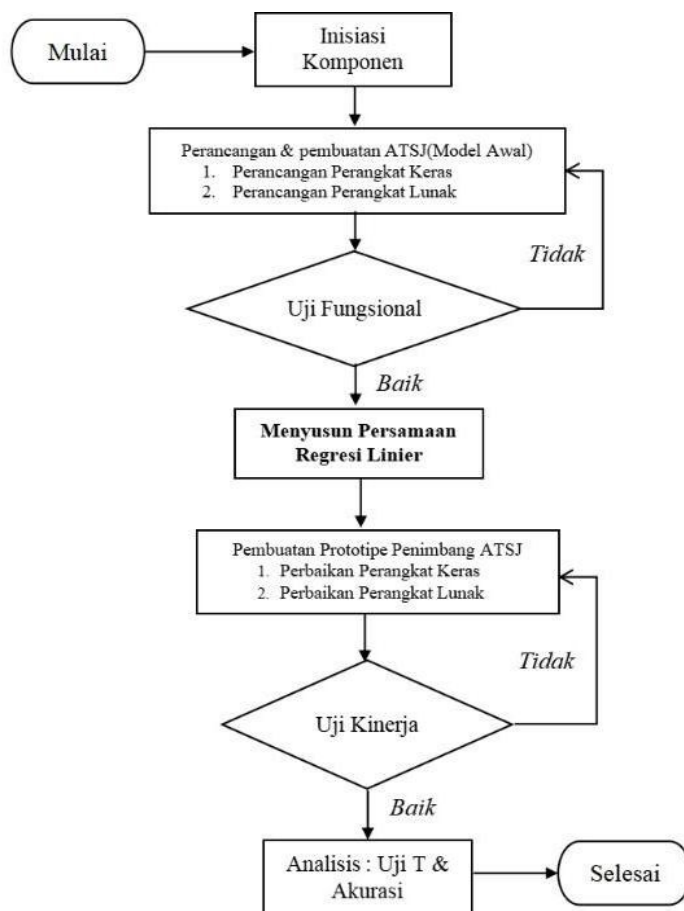 Mulai
Inisiasi
Komponen
Perancangan & pembuatan ATSJ(Model Awal)
1. Perancangan Perangkat Keras
2. Perancangan Perangkat Lunak
Tidak
Uji Fungsional
Baik
Menyusun Persamaan
Regresi Linier
Pembuatan Prototipe Penimbang ATSJ
1. Perbaikan Perangkat Keras
2. Perbaikan Perangkat Lunak
Tidak
Uji Kinerja
Baik
Analisis : Uji T &
Akurasi
Selesai